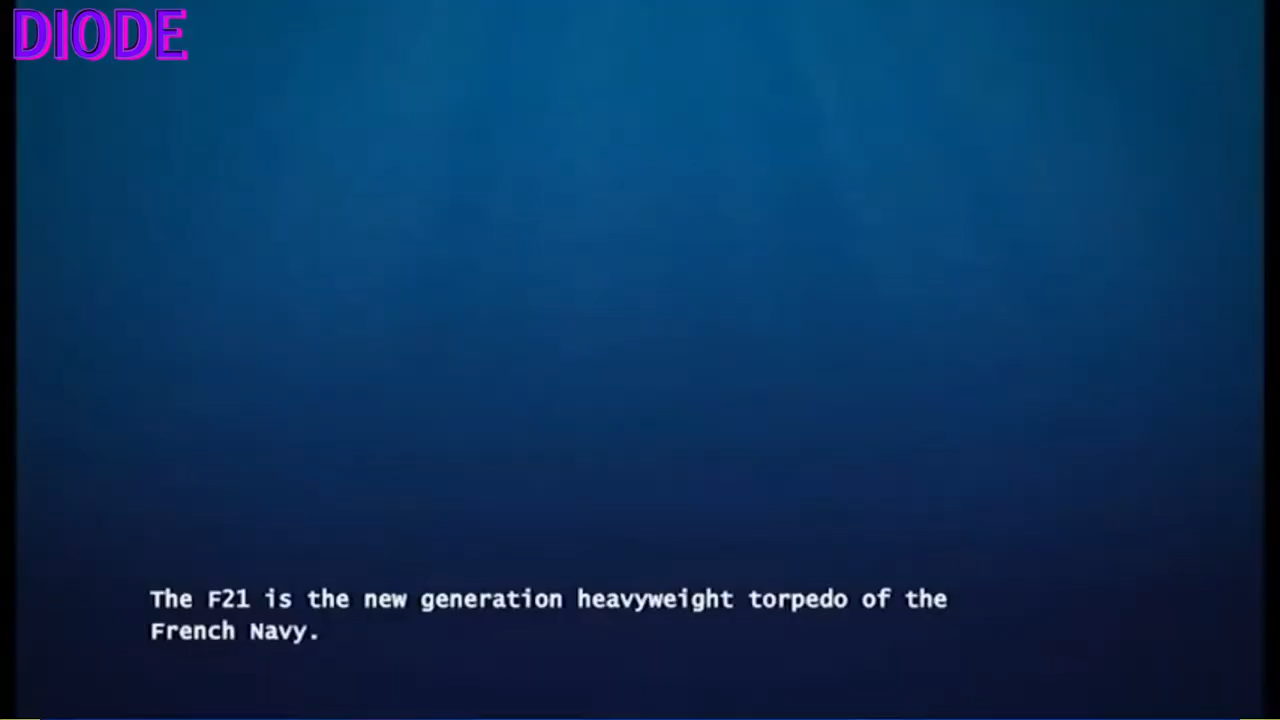 DIODE
The F21 is the new generation heavyweight torpedo of the
French Navy.